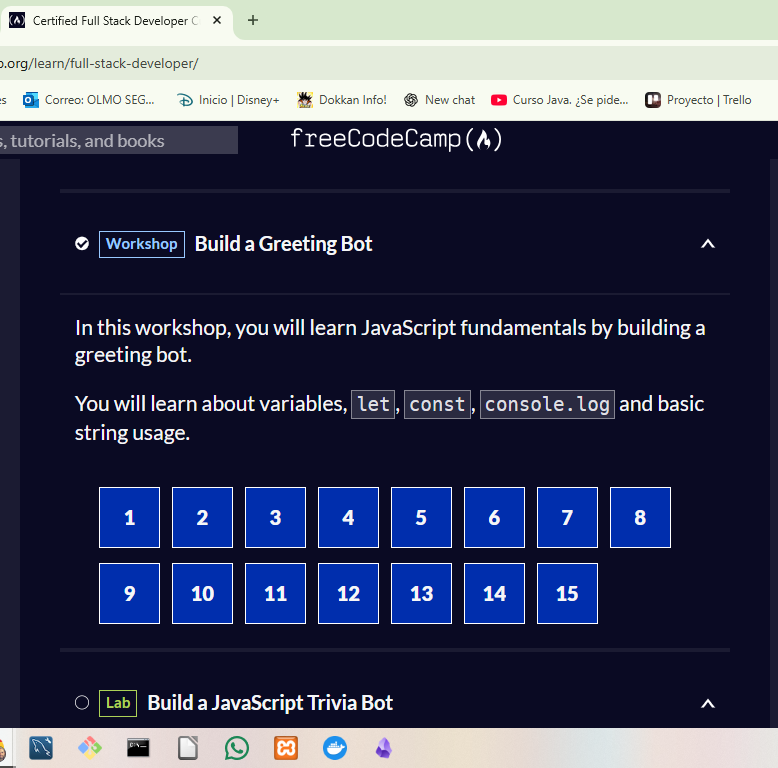 Certified Full Stack Developer C
.org/learn/full-stack-developer/
es Correo: OLMO SEG... Inicio | Disney+ Dokkan Info! New chat Curso Java. ¿Se pide... Proyecto | Trello
s, tutorials, and books freeCodeCamp(
Workshop Build a Greeting Bot
In this workshop, you will learn JavaScript fundamentals by building a
greeting bot.
You will learn about variables, let, const, console.log and basic
string usage.
1 2 3 4 5 6 7 8
9 10 11 12 13 14 15
Lab Build a JavaScript Trivia Bot